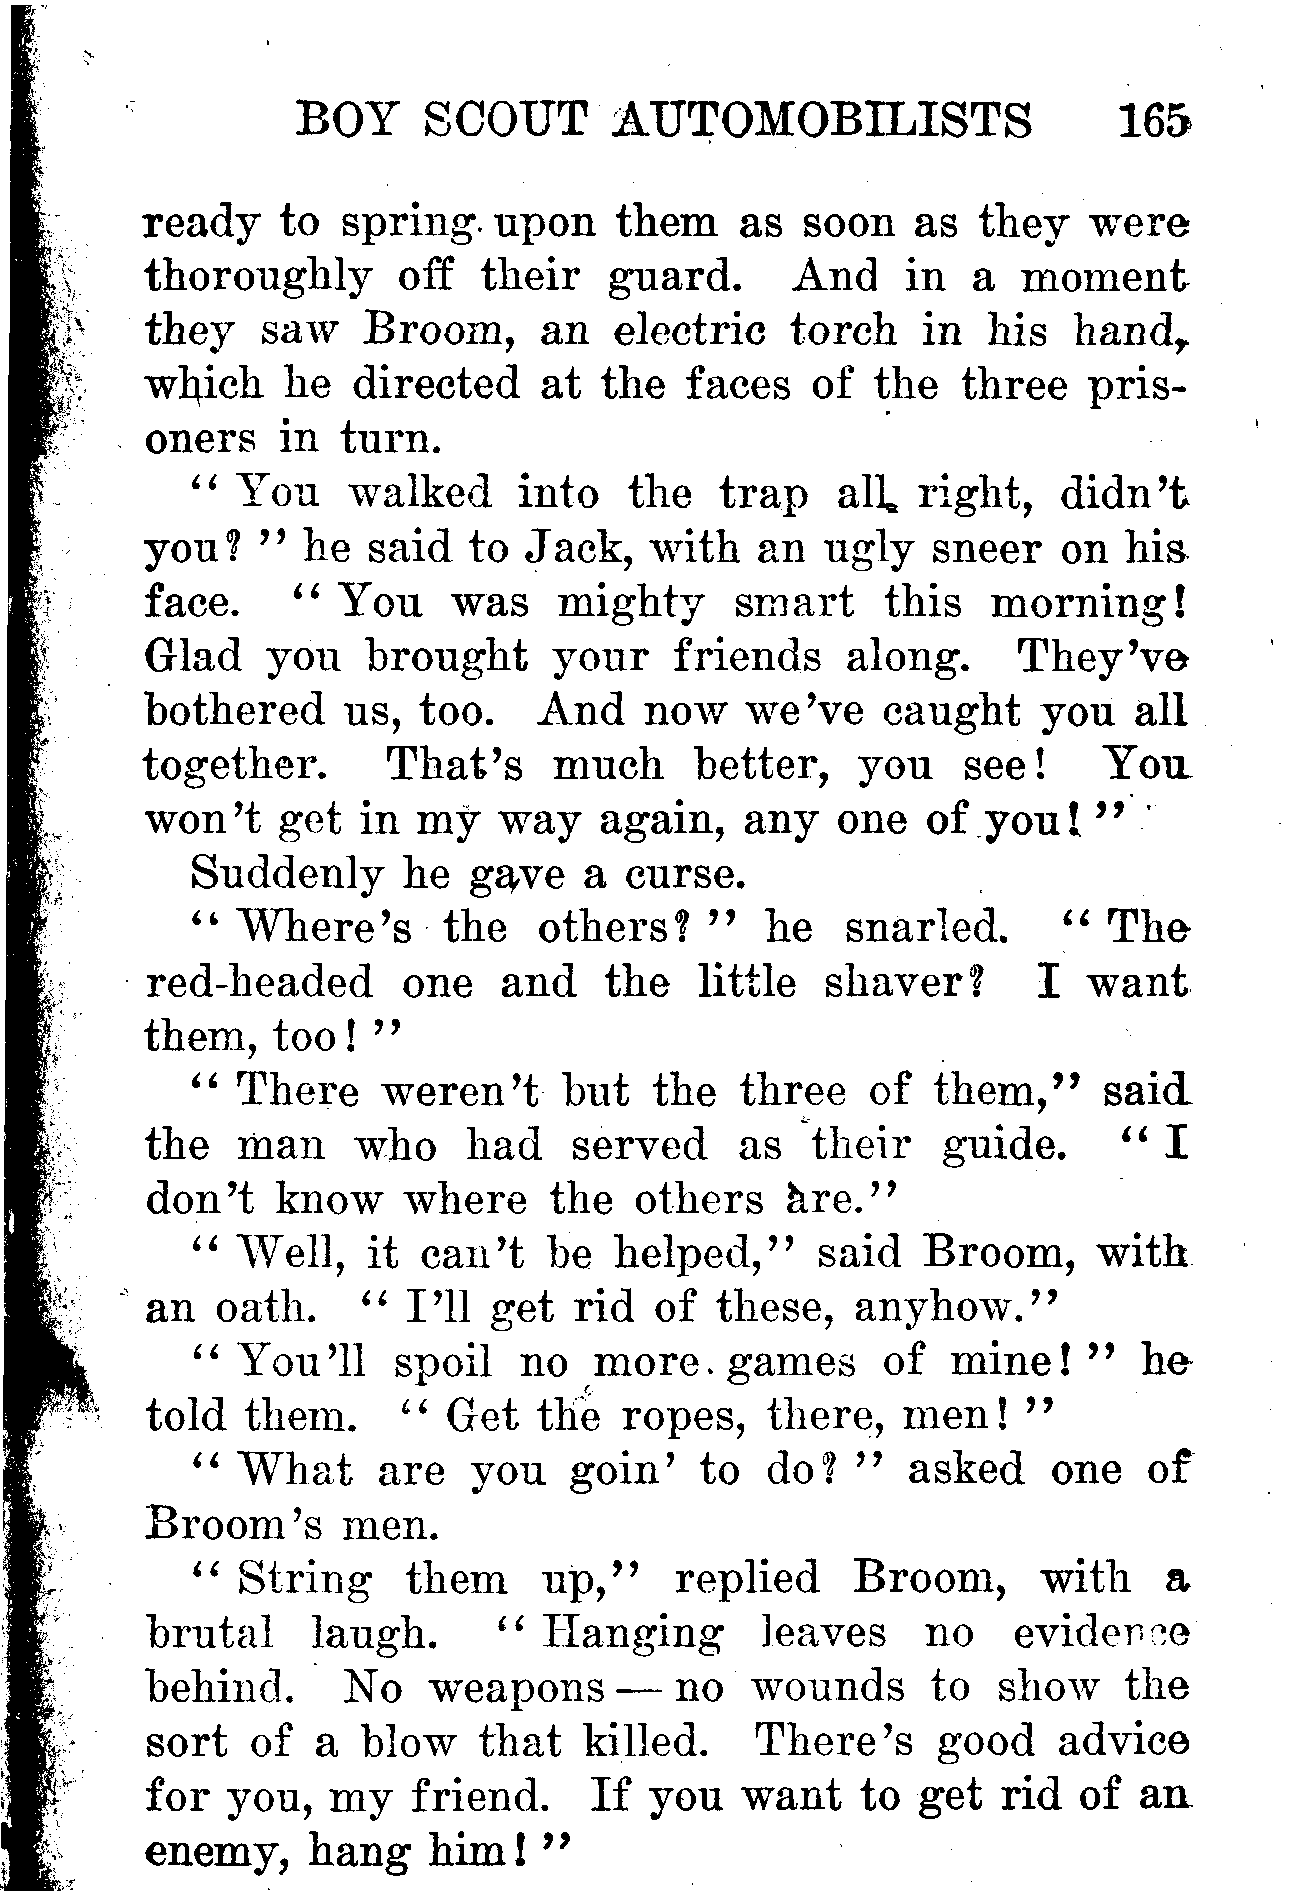 BOY SCOUT AUTOMOBILISTS 165
ready to spring upon them as soon as they were
thoroughly off their guard. And in a moment
they saw Broom, an electric torch in his hand,
which he directed at the faces of the three pris-
oners in turn.
“ You walked into the trap all right, didn’t
you? ” he said to Jack, with an ugly sneer on his
face. “ You was mighty smart this morning!
Glad you brought your friends along. They’ve
bothered us, too. And now we’ve caught you all
together. That’s much better, you see! You
won’t get in my way again, any one of you! ”
Suddenly he gave a curse.
“ Where’s the others? ” he snarled. “ The
red-headed one and the little shaver? I want
them, too! ”
“ There weren’t but the three of them,” said
the man who had served as their guide. “ I
don’t know where the others are.”
“ Well, it can’t be helped,” said Broom, with
an oath. “ I’ll get rid of these, anyhow.”
“ You’ll spoil no more games of mine! ” he
told them. “ Get the ropes, there, men! ”
“ What are you goin’ to do? ” asked one of
Broom’s men.
“ String them up,” replied Broom, with a
brutal laugh. “ Hanging leaves no evidence
behind. No weapons — no wounds to show the
sort of a blow that killed. There’s good advice
for you, my friend. If you want to get rid of an
enemy, hang him! ”